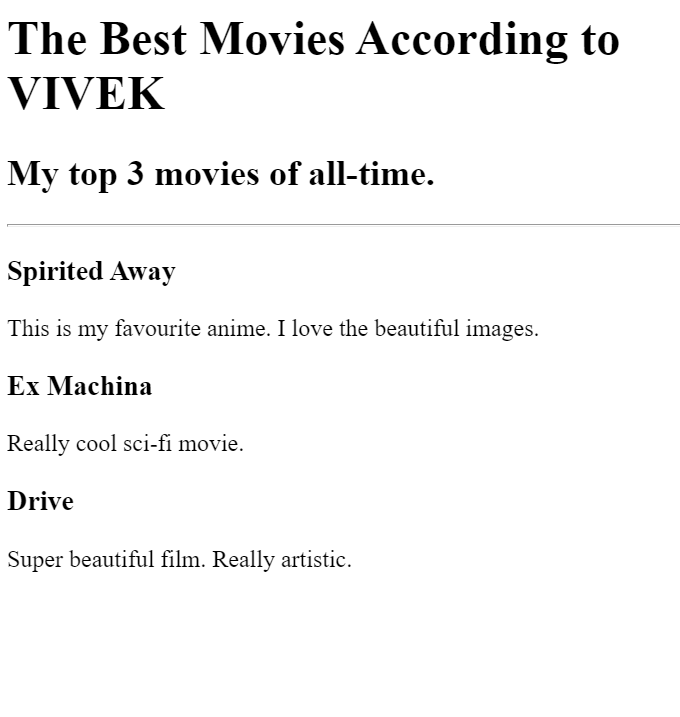 The Best Movies According to
VIVEK
My top 3 movies of all-time.
Spirited Away
This is my favourite anime. I love the beautiful images.
Ex Machina
Really cool sci-fi movie.
Drive
Super beautiful film. Really artistic.